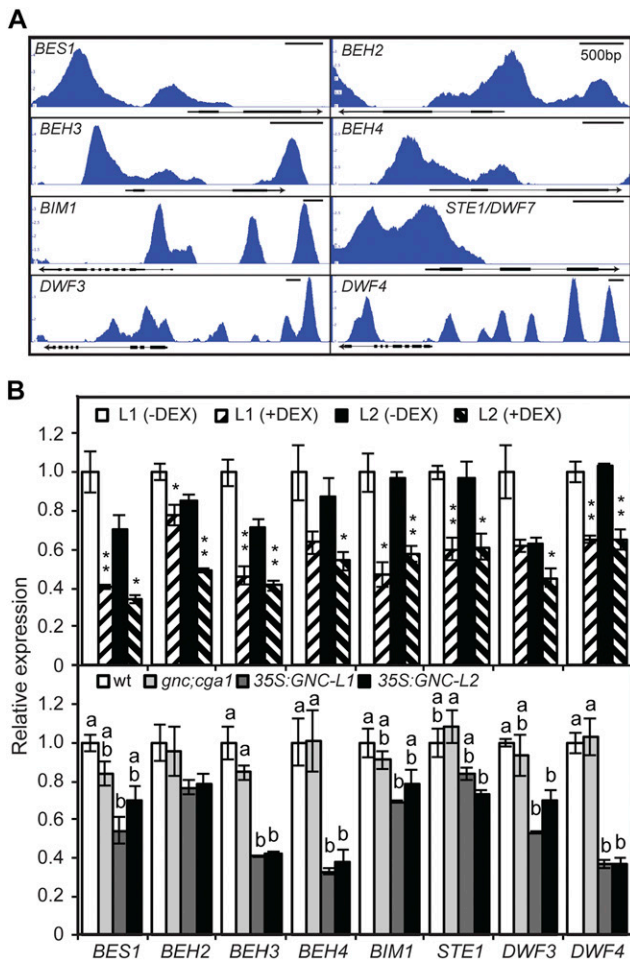 A
BES1
BEH2
500bp
BEH3
BEH4
BIM1
STE1/DWF7
DWF3
DWF4
B
L1 (-DEX) L1 (+DEX) L2 (-DEX) L2 (+DEX)
1.2
1.0
0.8
0.6
0.4
0.2
0
* * * * * * * * * * * * * * * * * * * * *
Relative expression
wt gnc;cga1 35S:GNC-L1 35S:GNC-L2
1.2
1.0
0.8
0.6
0.4
0.2
0
a a b b a b
a a b b
a a b b
a a b b a b
a b a a b b
a a b b a b
a a b b
BES1 BEH2 BEH3 BEH4 BIM1 STE1 DWF3 DWF4